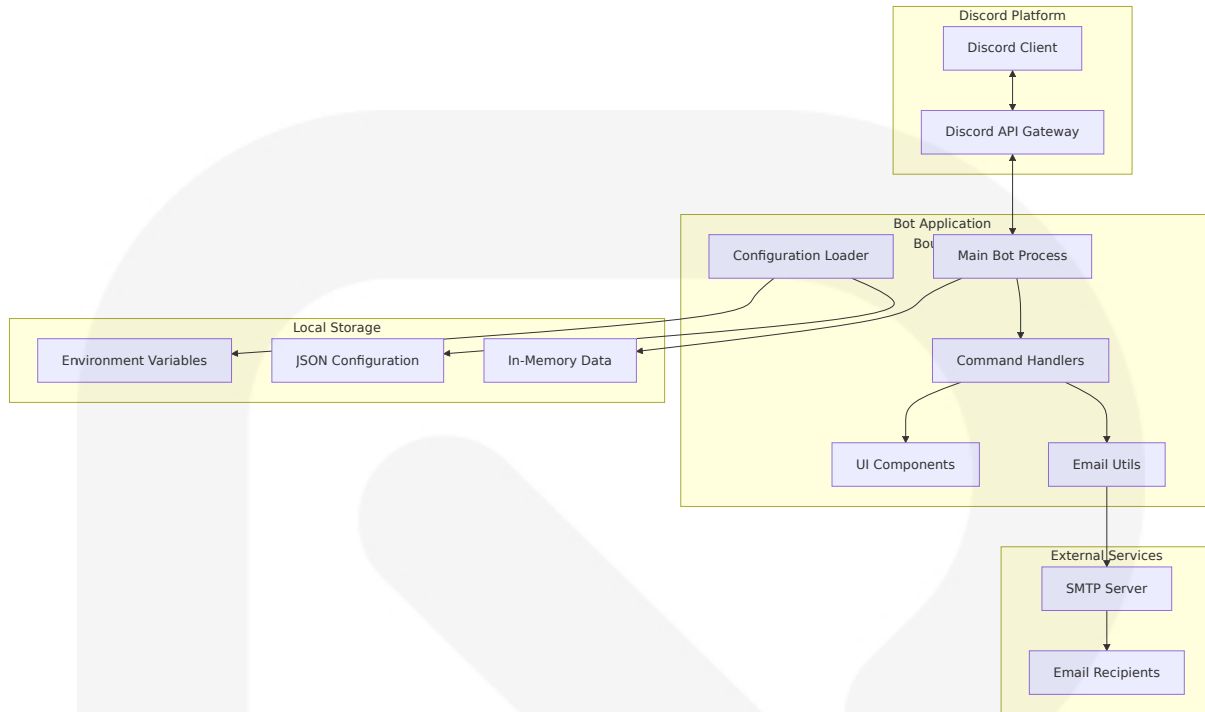 Discord Platform
Discord Client
Discord API Gateway
Bot Application
Configuration Loader
Main Bot Process
Local Storage
Environment Variables
JSON Configuration
In-Memory Data
Command Handlers
UI Components
Email Utils
External Services
SMTP Server
Email Recipients